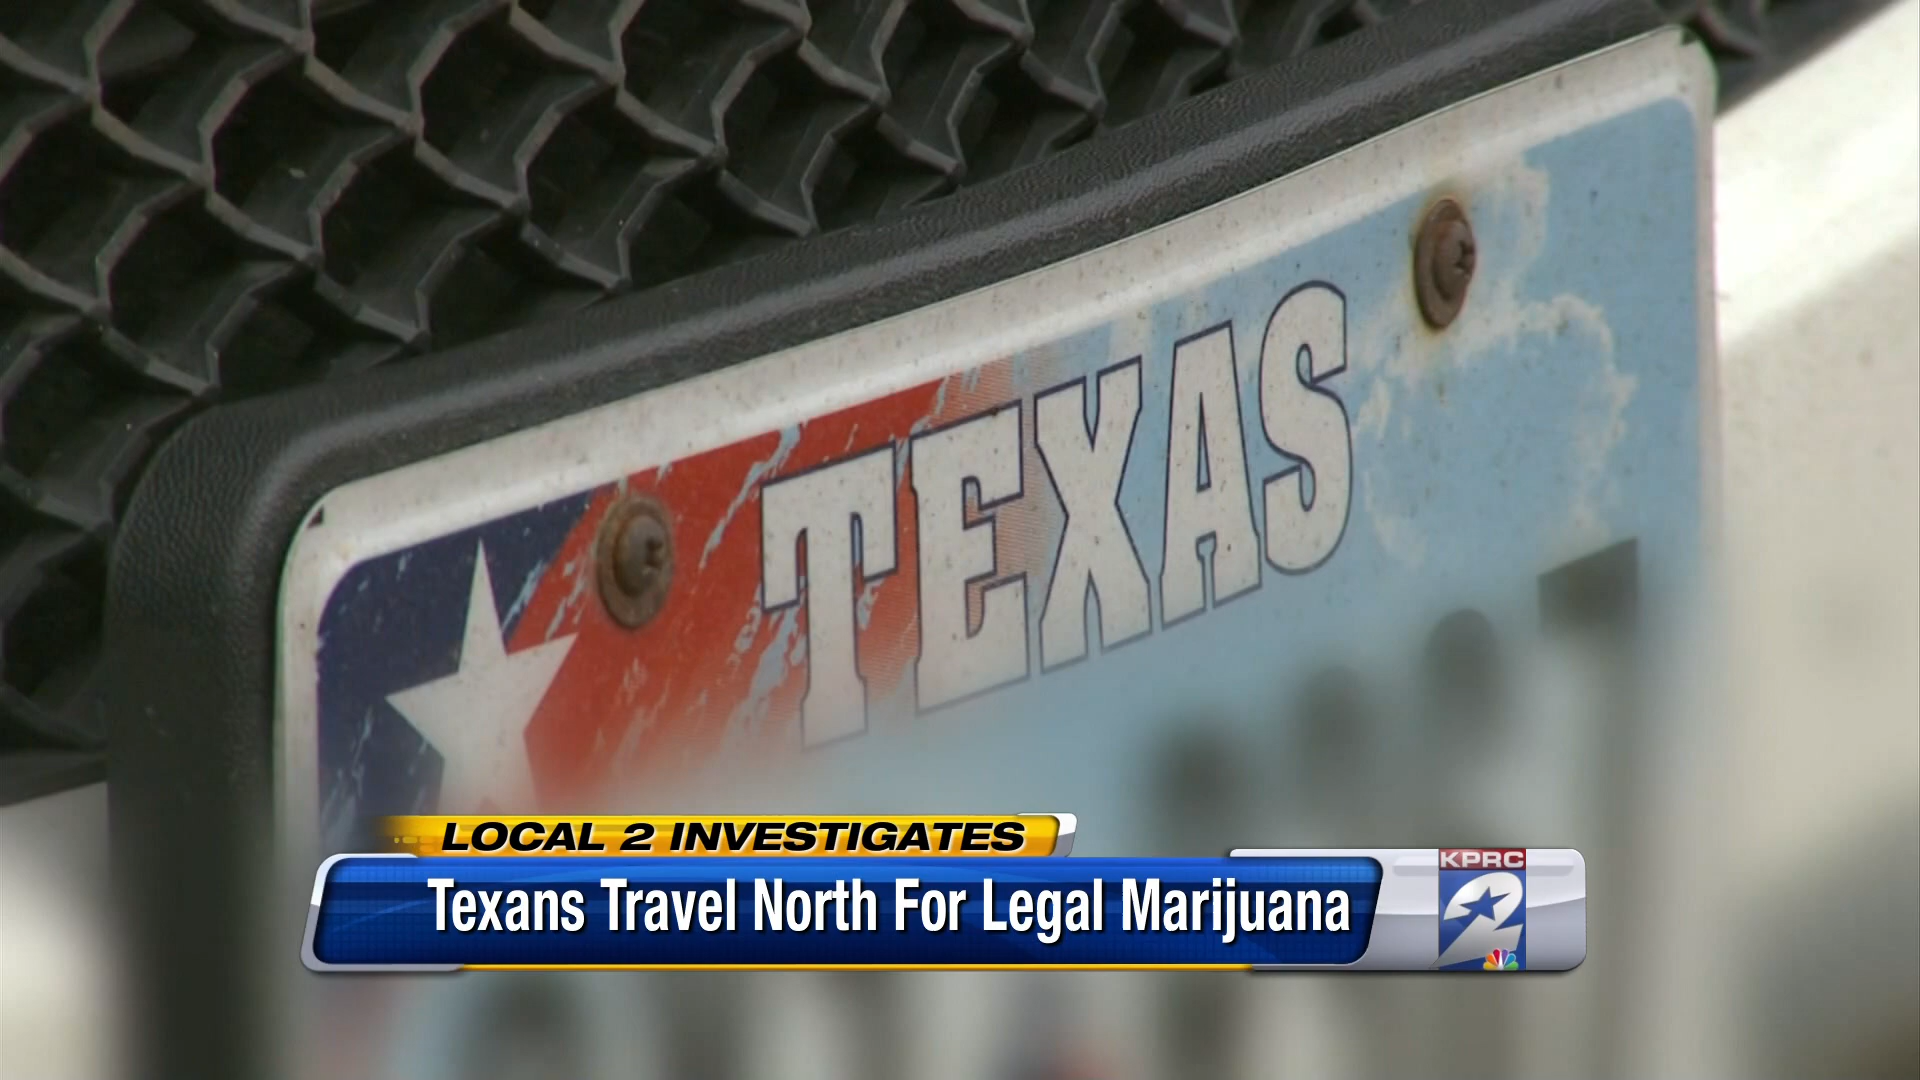 TEXAS
LOCAL 2 INVESTIGATES
Texans Travel North For Legal Marijuana
KPRC
2